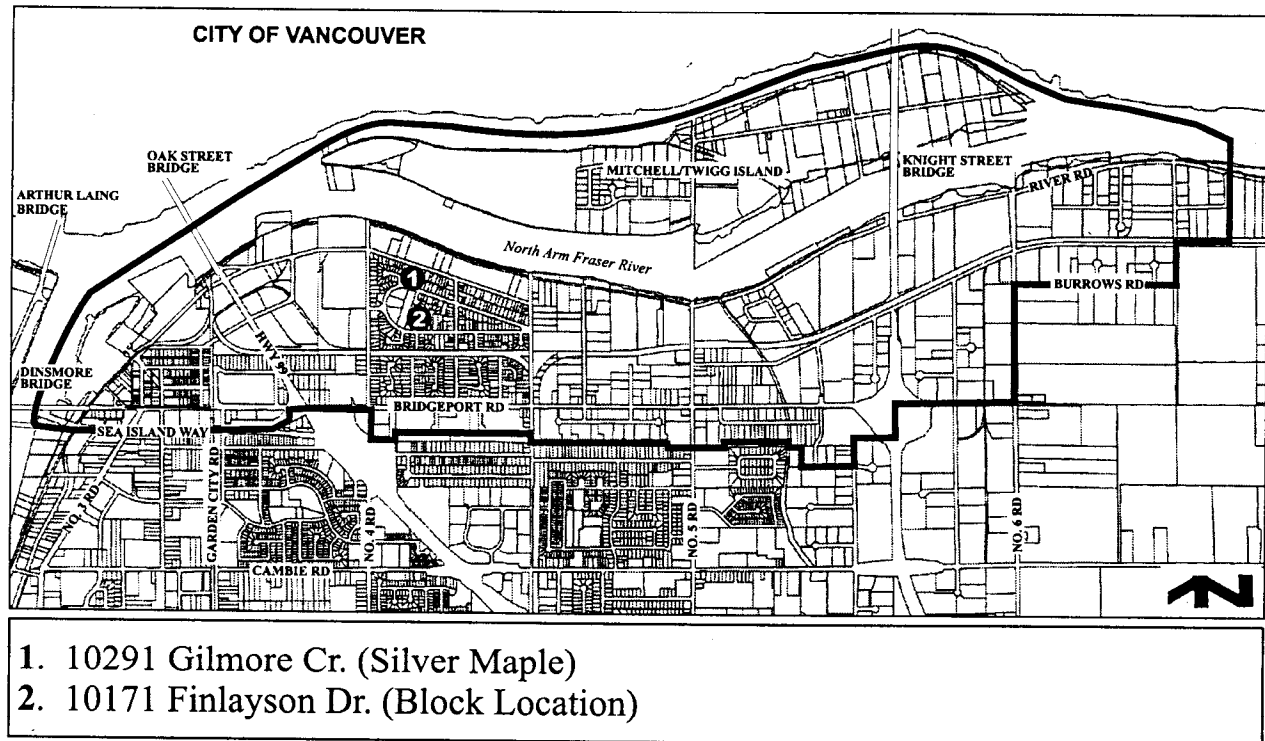 CITY OF VANCOUVER
OAK STREET
BRIDGE
ARTHUR LAING
BRIDGE
MITCHELL/TWIGG ISLAND
KNIGHT STREET
BRIDGE
RIVER RD
North Arm Fraser River
1
2
BURROWS RD
HWY 99
DINSMORE
BRIDGE
BRIDGEPORT RD
SEA ISLAND WAY
NO. 3 RD
GARDEN CITY RD
NO. 4 RD
NO. 5 RD
NO. 6 RD
CAMBIE RD
N
1. 10291 Gilmore Cr. (Silver Maple)
2. 10171 Finlayson Dr. (Block Location)